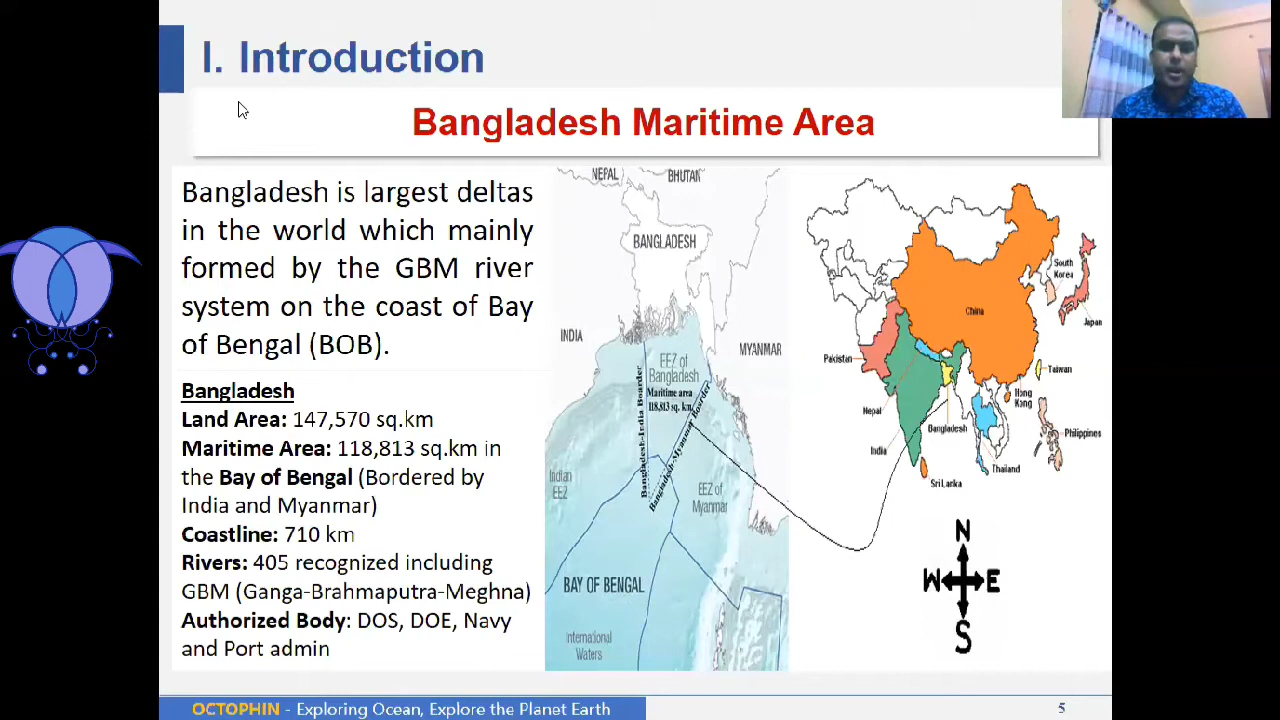 I. Introduction
Bangladesh Maritime Area
Bangladesh is largest deltas
in the world which mainly
formed by the GBM river
system on the coast of Bay
of Bengal (BOB).
Bangladesh
Land Area: 147,570 sq.km
Maritime Area: 118,813 sq.km in
the Bay of Bengal (Bordered by
India and Myanmar)
Coastline: 710 km
Rivers: 405 recognized including
GBM (Ganga-Brahmaputra-Meghna)
Authorized Body: DOS, DOE, Navy
and Port admin
NEPAL
BHUTAN
BANGLADESH
INDIA
MYANMAR
EEZ of
Bangladesh
Maritime area
118,813 sq. km
Bangladesh-India Boarder
Bangladesh-Myanmar Boarder
Indian
EEZ
EEZ of
Myanmar
BAY OF BENGAL
International
Waters
South
Korea
China
Japan
Pakistan
Taiwan
Hong
Kong
Nepal
Bangladesh
Philippines
India
Thailand
Sri Lanka
N
W E
S
OCTOPHIN - Exploring Ocean, Explore the Planet Earth
5